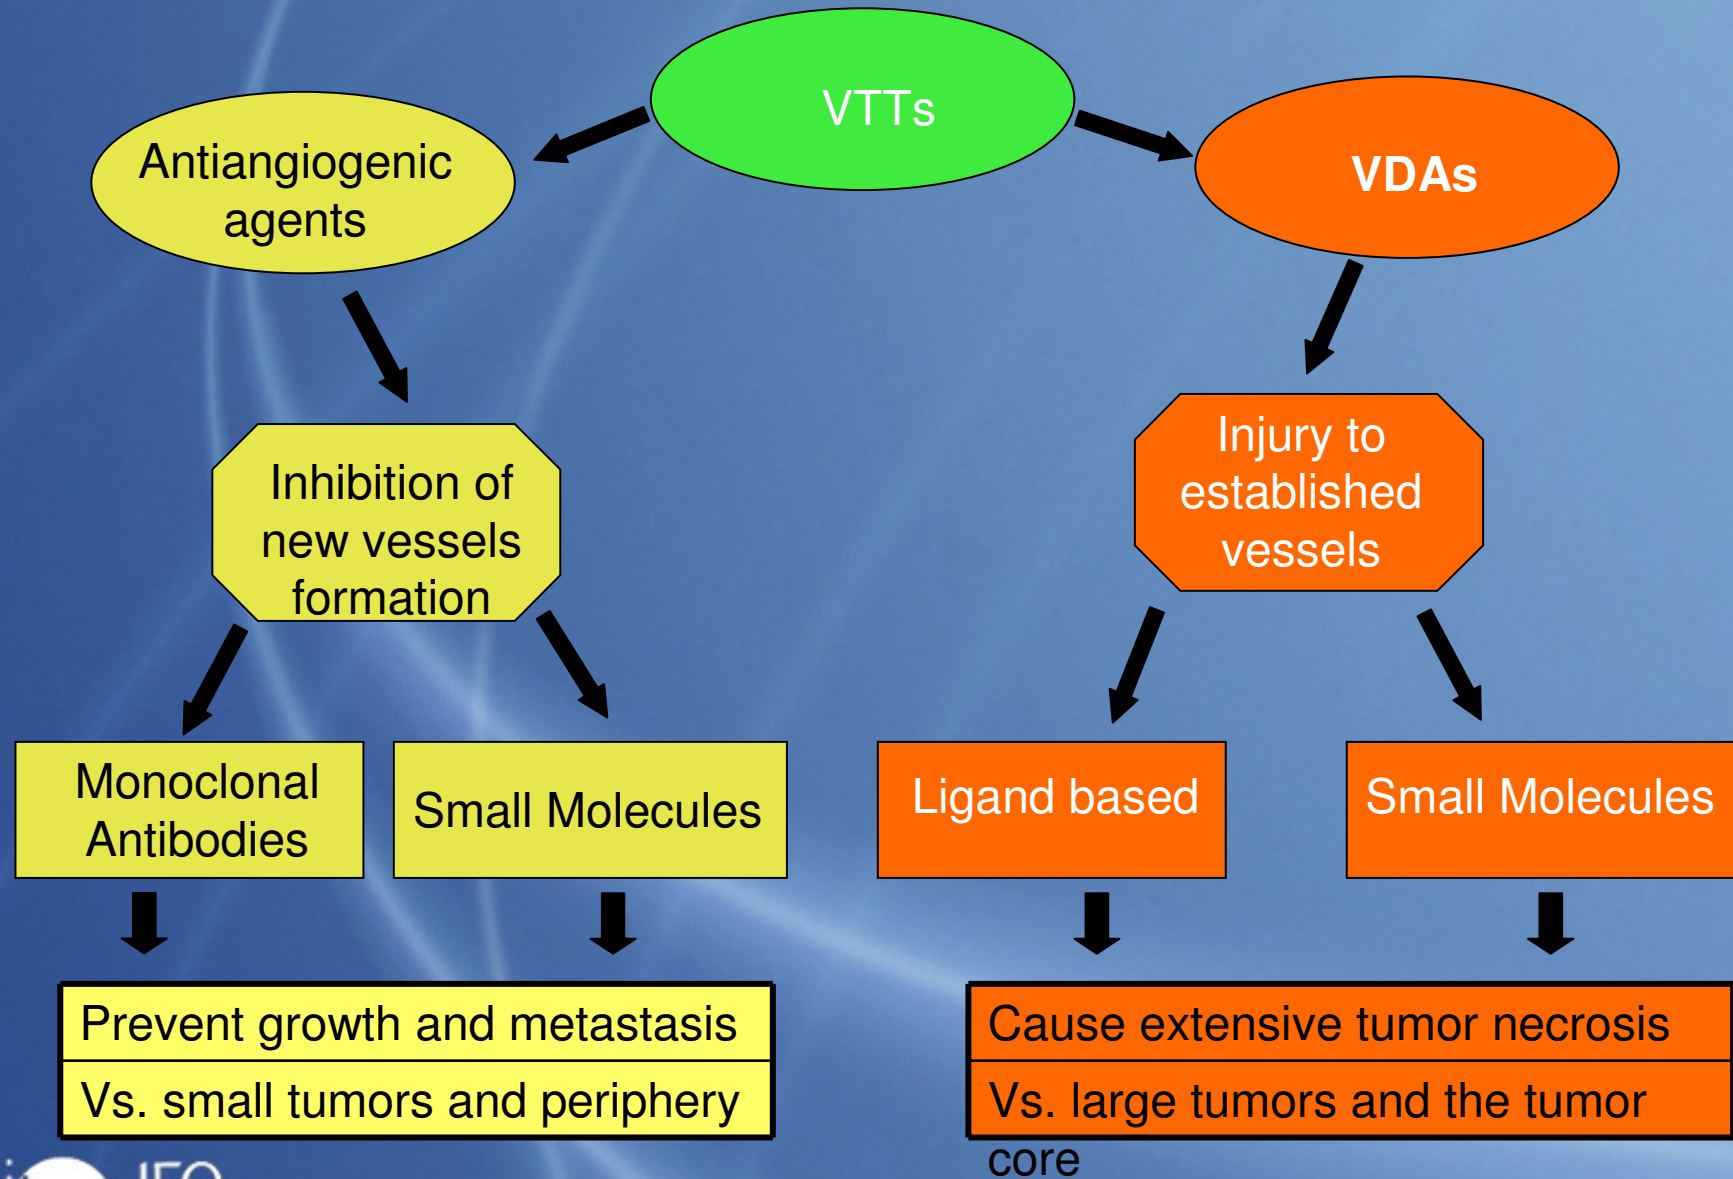 VTTs
Antiangiogenic
agents
VDAs
Inhibition of
new vessels
formation
Injury to
established
vessels
Monoclonal
Antibodies
Small Molecules
Ligand based
Small Molecules
Prevent growth and metastasis
Vs. small tumors and periphery
Cause extensive tumor necrosis
Vs. large tumors and the tumor
core